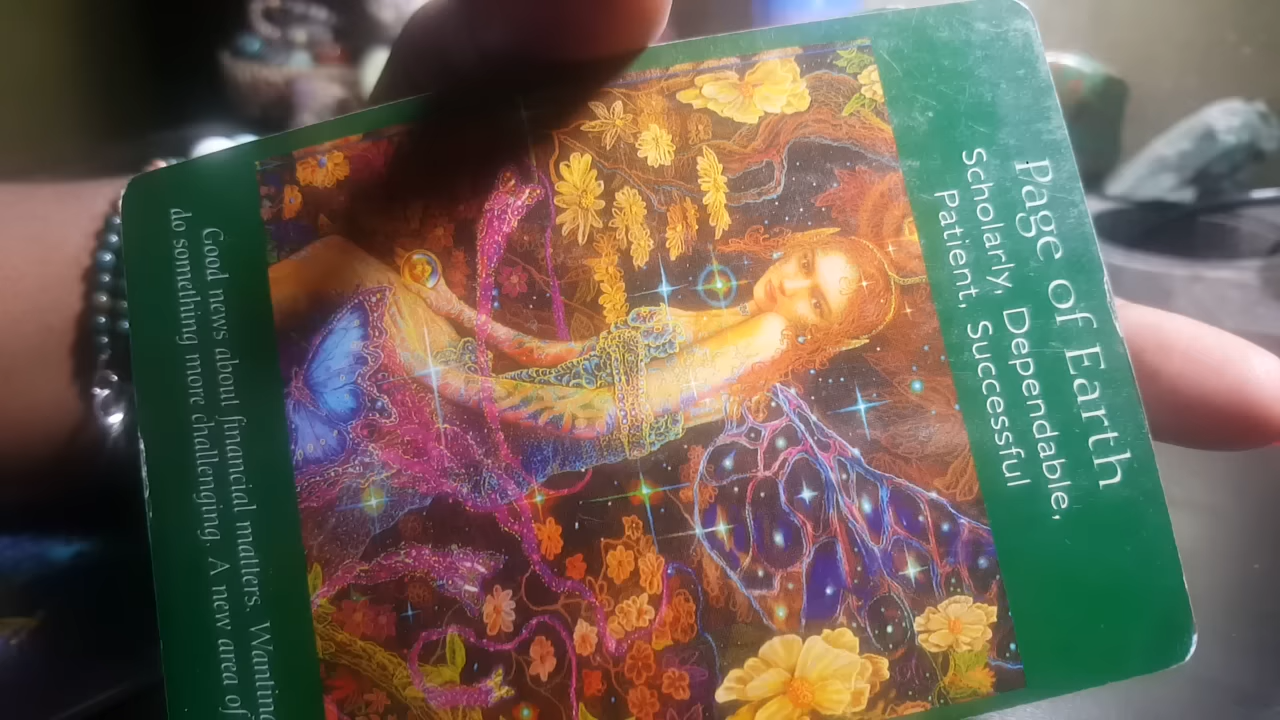 Page of Earth
Scholarly, Dependable,
Patient, Successful
Good news about financial matters. Wanting
do something more challenging. A new area of